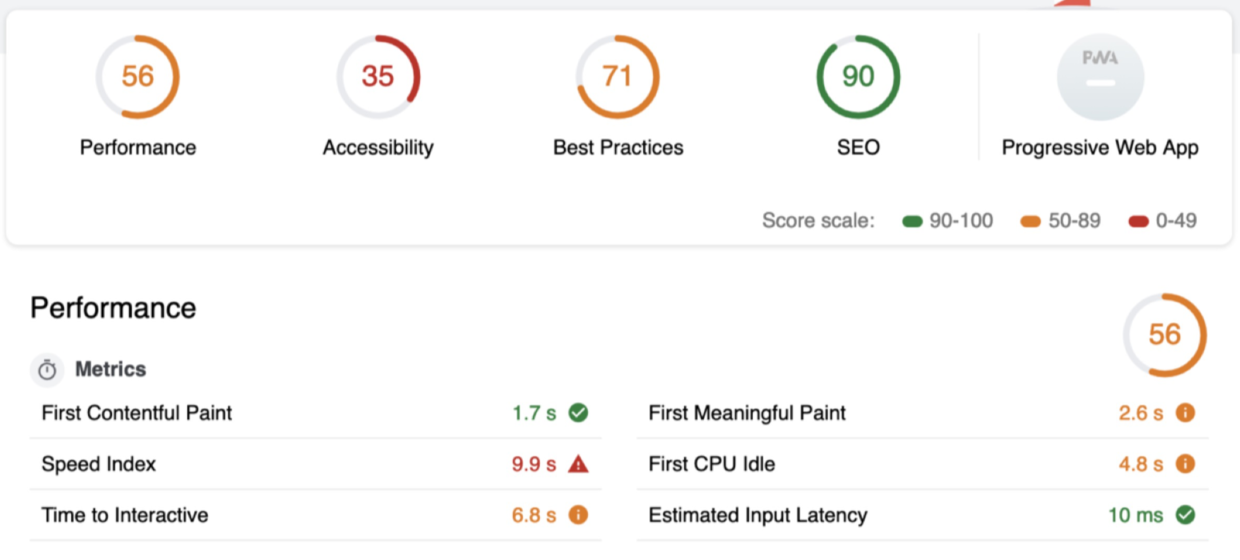 56
35
71
90
PWA
Performance
Accessibility
Best Practices
SEO
Progressive Web App
Score scale: 90-100 50-89 0-49
Performance
56
Metrics
First Contentful Paint 1.7 s
First Meaningful Paint 2.6 s
Speed Index 9.9 s
First CPU Idle 4.8 s
Time to Interactive 6.8 s
Estimated Input Latency 10 ms